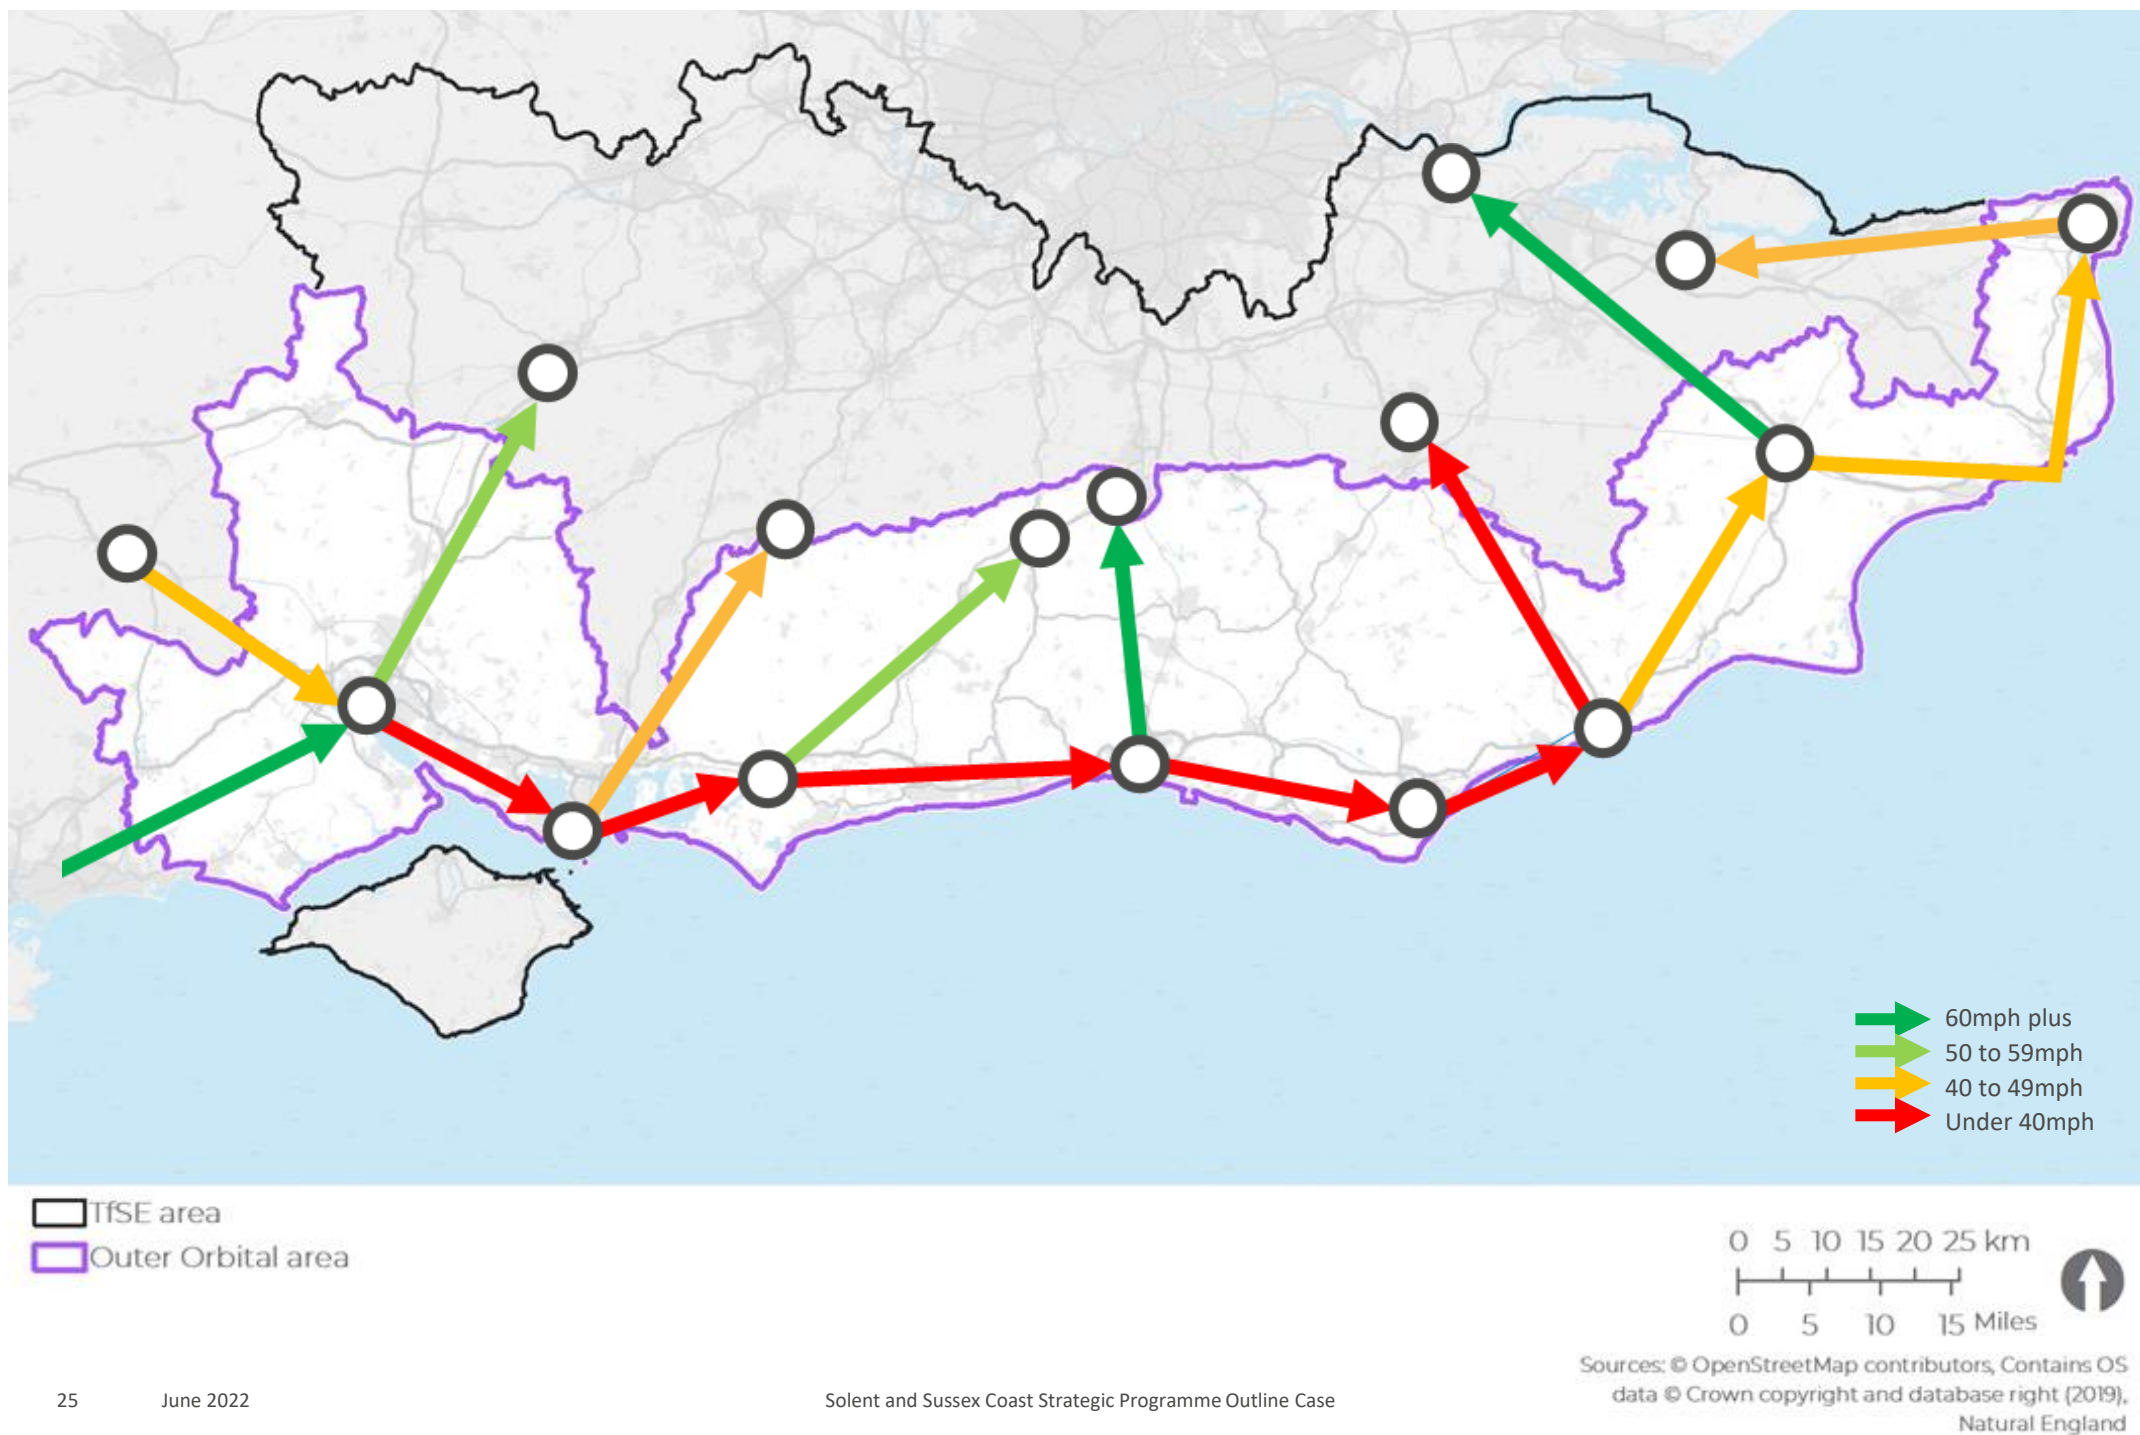 60mph plus
50 to 59mph
40 to 49mph
Under 40mph
TfSE area
Outer Orbital area
0 5 10 15 20 25 km
0 5 10 15 Miles
Sources: © OpenStreetMap contributors, Contains OS
data © Crown copyright and database right (2019),
Natural England
25 June 2022 Solent and Sussex Coast Strategic Programme Outline Case